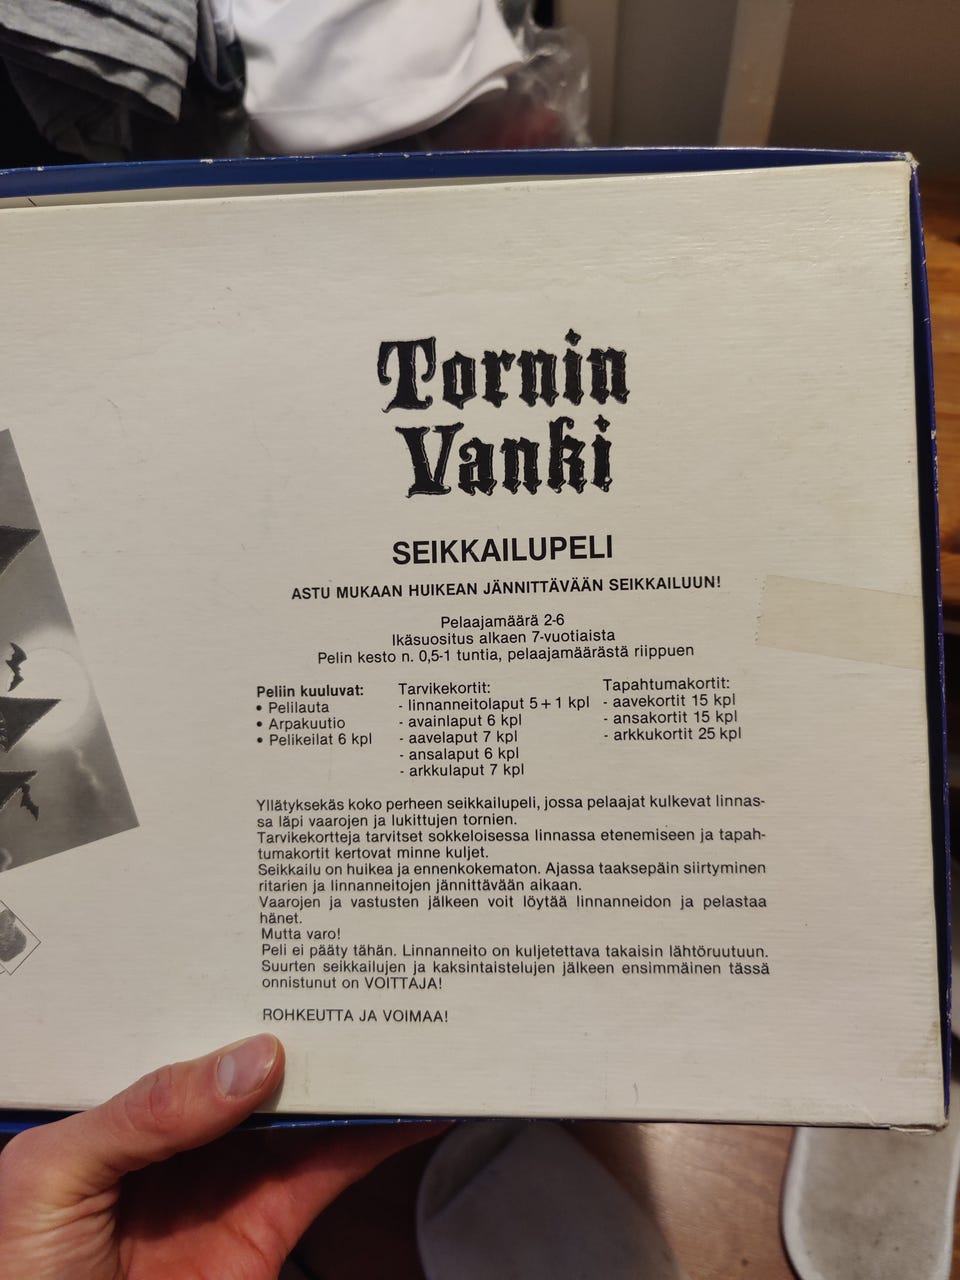 Tornin
Vanki
SEIKKAILUPELI
ASTU MUKAAN HUIKEAN JÄNNITTÄVÄÄN SEIKKAILUUN!
Pelaajamäärä 2-6
Ikäsuositus alkaen 7-vuotiaista
Pelin kesto n. 0,5-1 tuntia, pelaajamäärästä riippuen
Peliin kuuluvat:
• Pelilauta
• Arpakuutio
• Pelikeilat 6 kpl
Tarvikekortit:
- linnanneitolaput 5 + 1 kpl
- avainlaput 6 kpl
- aavelaput 7 kpl
- ansalaput 6 kpl
- arkkulaput 7 kpl
Tapahtumakortit:
- aavekortit 15 kpl
- ansakortit 15 kpl
- arkkukortit 25 kpl
Yllätyksekäs koko perheen seikkailupeli, jossa pelaajat kulkevat linnas-
sa läpi vaarojen ja lukittujen tornien.
Tarvikekortteja tarvitset sokkeloisessa linnassa etenemiseen ja tapah-
tumakortit kertovat minne kuljet.
Seikkailu on huikea ja ennenkokematon. Ajassa taaksepäin siirtyminen
ritarien ja linnanneitojen jännittävään aikaan.
Vaarojen ja vastusten jälkeen voit löytää linnanneidon ja pelastaa
hänet.
Mutta varo!
Peli ei pääty tähän. Linnanneito on kuljetettava takaisin lähtöruutuun.
Suurten seikkailujen ja kaksintaistelujen jälkeen ensimmäinen tässä
onnistunut on VOITTAJA!
ROHKEUTTA JA VOIMAA!